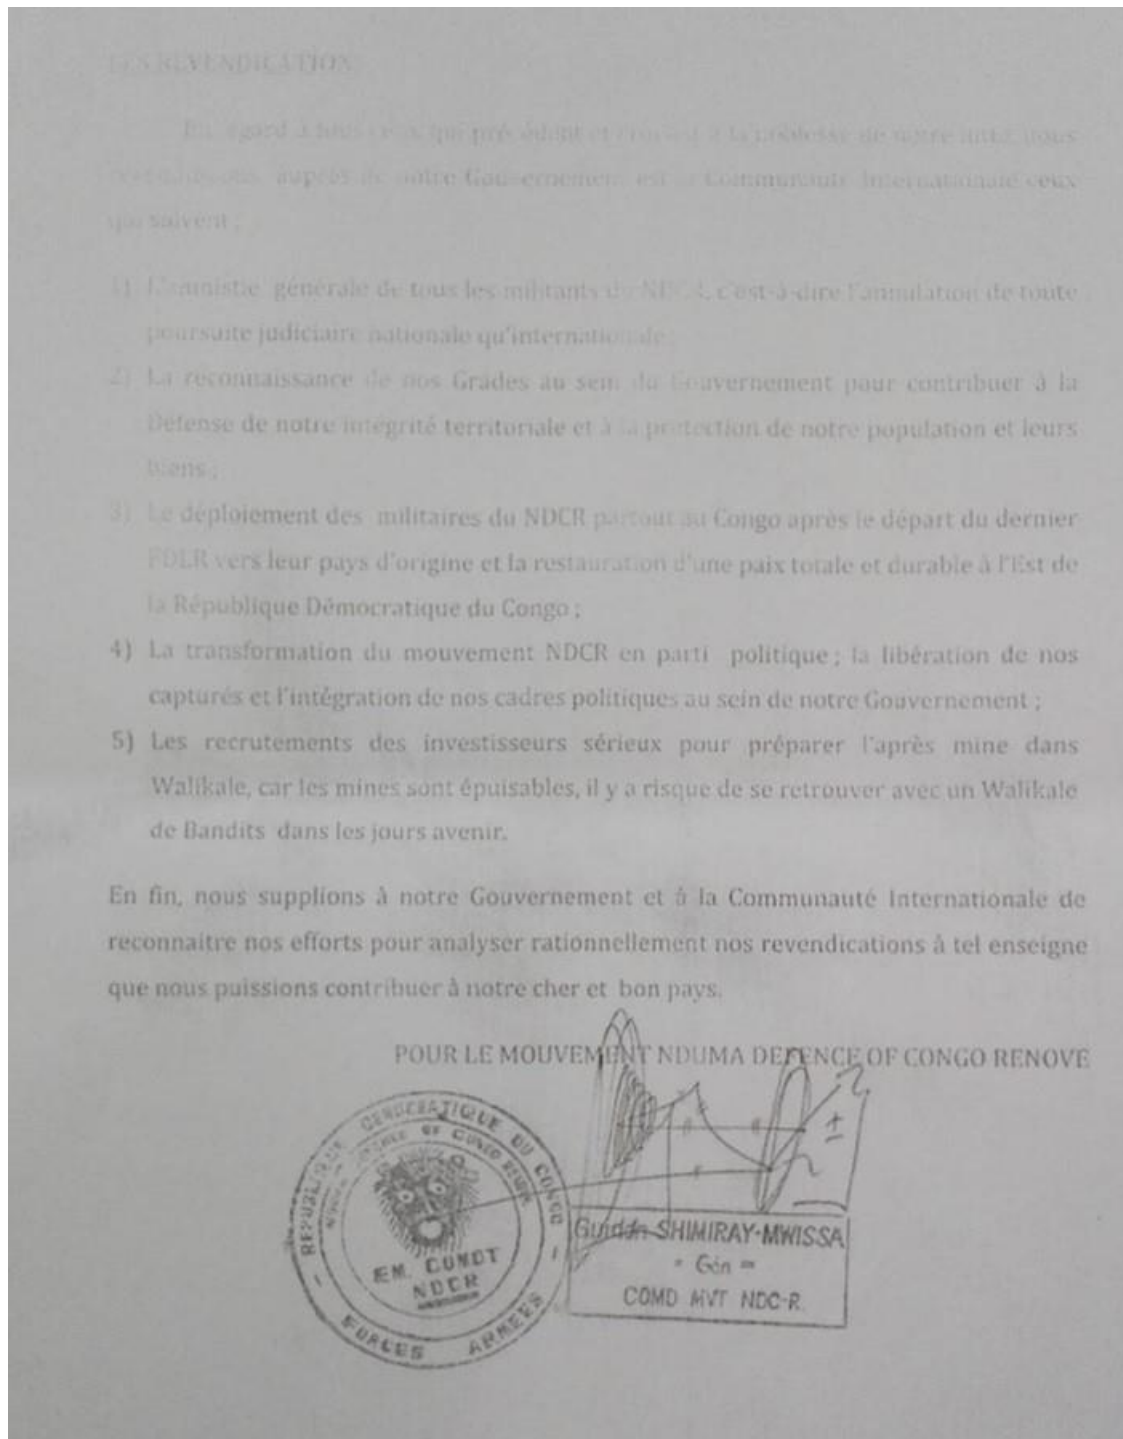 LES REVENDICATION
En égard à tous ceux qui précèdent et à la noblesse de notre lutte, nous
revendiquons auprès de notre Gouvernement est la Communauté Internationale ceux
qui suivent ;
1) L'amnistie générale de tous les militants du NDCR, c'est-à-dire l'annulation de toute
poursuite judiciaire nationale qu'internationale ;
2) La reconnaissance de nos Grades au sein du Gouvernement pour contribuer à la
Défense de notre intégrité territoriale et à la protection de notre population et leurs
biens ;
3) Le déploiement des militaires du NDCR partout au Congo après le départ du dernier
FDLR vers leur pays d'origine et la restauration d'une paix totale et durable à l'Est de
la République Démocratique du Congo ;
4) La transformation du mouvement NDCR en parti politique ; la libération de nos
capturés et l'intégration de nos cadres politiques au sein de notre Gouvernement ;
5) Les recrutements des investisseurs sérieux pour préparer l'après mine dans
Walikale, car les mines sont épuisables, il y a risque de se retrouver avec un Walikale
de Bandits dans les jours avenir.
En fin, nous supplions à notre Gouvernement et à la Communauté Internationale de
reconnaitre nos efforts pour analyser rationnellement nos revendications à tel enseigne
que nous puissions contribuer à notre cher et bon pays.
POUR LE MOUVEMENT NDUMA DEFENCE OF CONGO RENOVE
REPUBLIQUE DEMOCRATIQUE DU CONGO
DEFENCE OF CONGO RENOVE
EM. COMDT
NDCR
FORCES ARMEES
Guidon SHIMIRAY-MWISSA
= Gén =
COMD MVT NDC-R